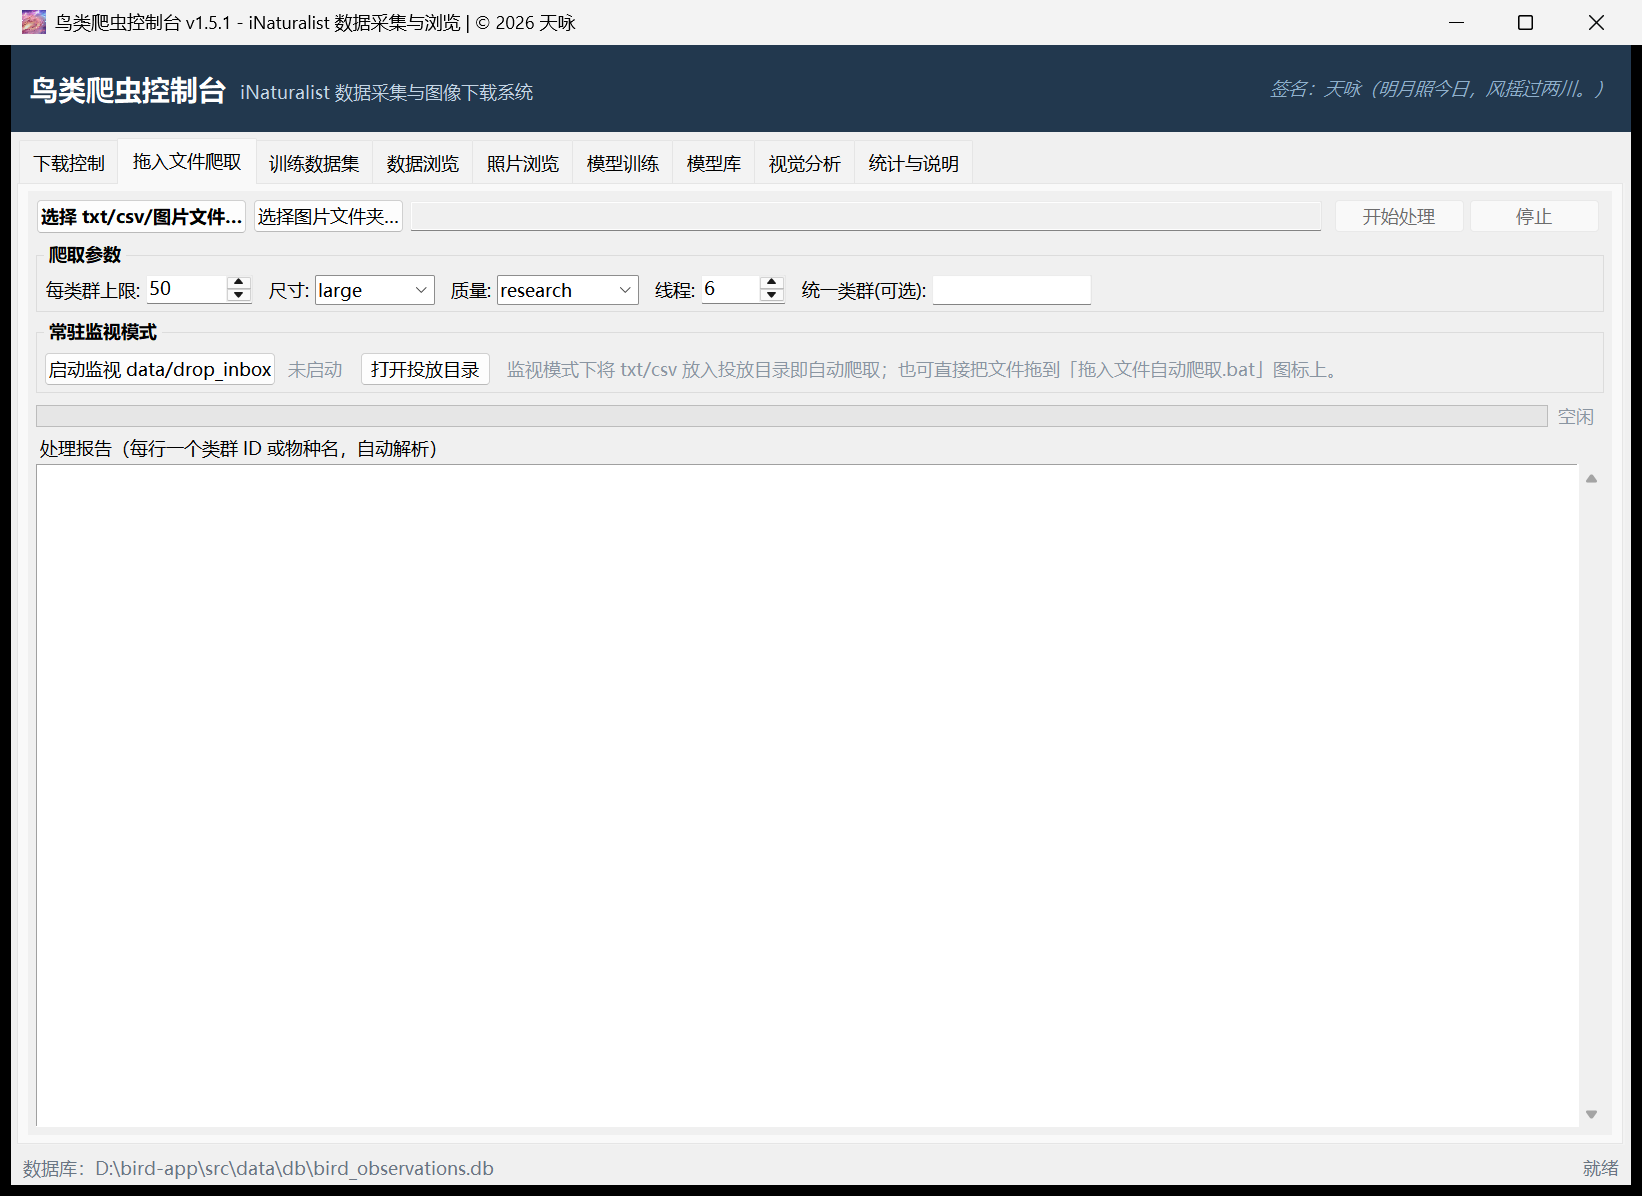 鸟类爬虫控制台 v1.5.1 - iNaturalist 数据采集与浏览 | © 2026 天咏
鸟类爬虫控制台 iNaturalist 数据采集与图像下载系统 签名：天咏（明月照今日，风摇过两川。）
下载控制 拖入文件爬取 训练数据集 数据浏览 照片浏览 模型训练 模型库 视觉分析 统计与说明
选择 txt/csv/图片文件... 选择图片文件夹... 开始处理 停止
爬取参数
每类群上限: 50 尺寸: large 质量: research 线程: 6 统一类群(可选):
常驻监视模式
启动监视 data/drop_inbox 未启动 打开投放目录 监视模式下将 txt/csv 放入投放目录即自动爬取；也可直接把文件拖到「拖入文件自动爬取.bat」图标上。
空闲
处理报告（每行一个类群 ID 或物种名，自动解析）
数据库：D:\bird-app\src\data\db\bird_observations.db 就绪